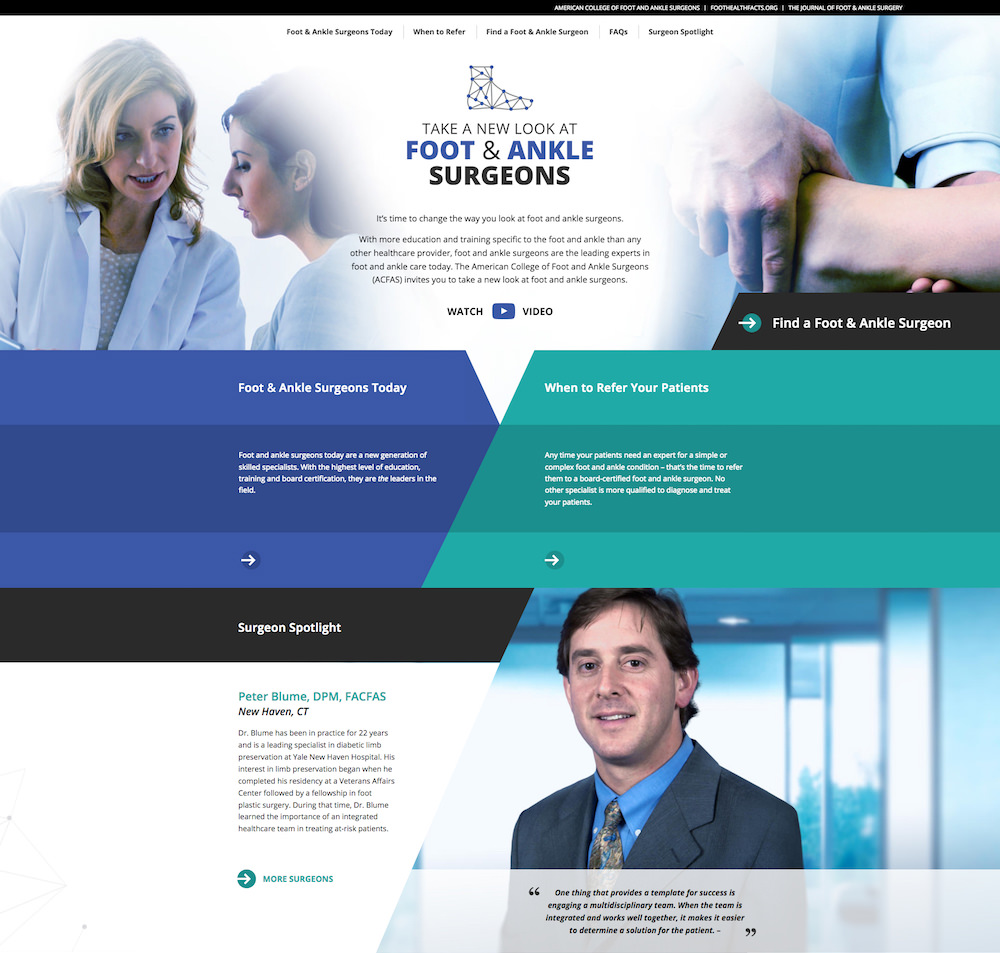 AMERICAN COLLEGE OF FOOT AND ANKLE SURGEONS | FOOTHEALTHFACTS.ORG | THE JOURNAL OF FOOT & ANKLE SURGERY
Foot & Ankle Surgeons Today | When to Refer | Find a Foot & Ankle Surgeon | FAQs | Surgeon Spotlight
TAKE A NEW LOOK AT
FOOT & ANKLE
SURGEONS
It's time to change the way you look at foot and ankle surgeons.
With more education and training specific to the foot and ankle than any
other healthcare provider, foot and ankle surgeons are the leading experts in
foot and ankle care today. The American College of Foot and Ankle Surgeons
(ACFAS) invites you to take a new look at foot and ankle surgeons.
WATCH VIDEO
Find a Foot & Ankle Surgeon
Foot & Ankle Surgeons Today
Foot and ankle surgeons today are a new generation of
skilled specialists. With the highest level of education,
training and board certification, they are the leaders in the
field.
When to Refer Your Patients
Any time your patients need an expert for a simple or
complex foot and ankle condition – that's the time to refer
them to a board-certified foot and ankle surgeon. No
other specialist is more qualified to diagnose and treat
your patients.
Surgeon Spotlight
Peter Blume, DPM, FACFAS
New Haven, CT
Dr. Blume has been in practice for 22 years
and is a leading specialist in diabetic limb
preservation at Yale New Haven Hospital. His
interest in limb preservation began when he
completed his residency at a Veterans Affairs
Center followed by a fellowship in foot
plastic surgery. During that time, Dr. Blume
learned the importance of an integrated
healthcare team in treating at-risk patients.
MORE SURGEONS
“ One thing that provides a template for success is
engaging a multidisciplinary team. When the team is
integrated and works well together, it makes it easier
to determine a solution for the patient. – ”